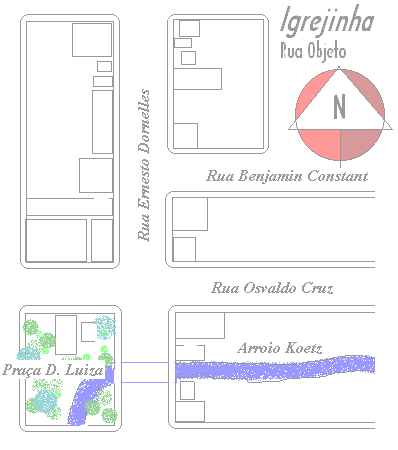 Igrejinha
Rua Objeto
N
Rua Ernesto Dornelles
Rua Benjamin Constant
Rua Osvaldo Cruz
Arroio Koetz
Praça D. Luiza